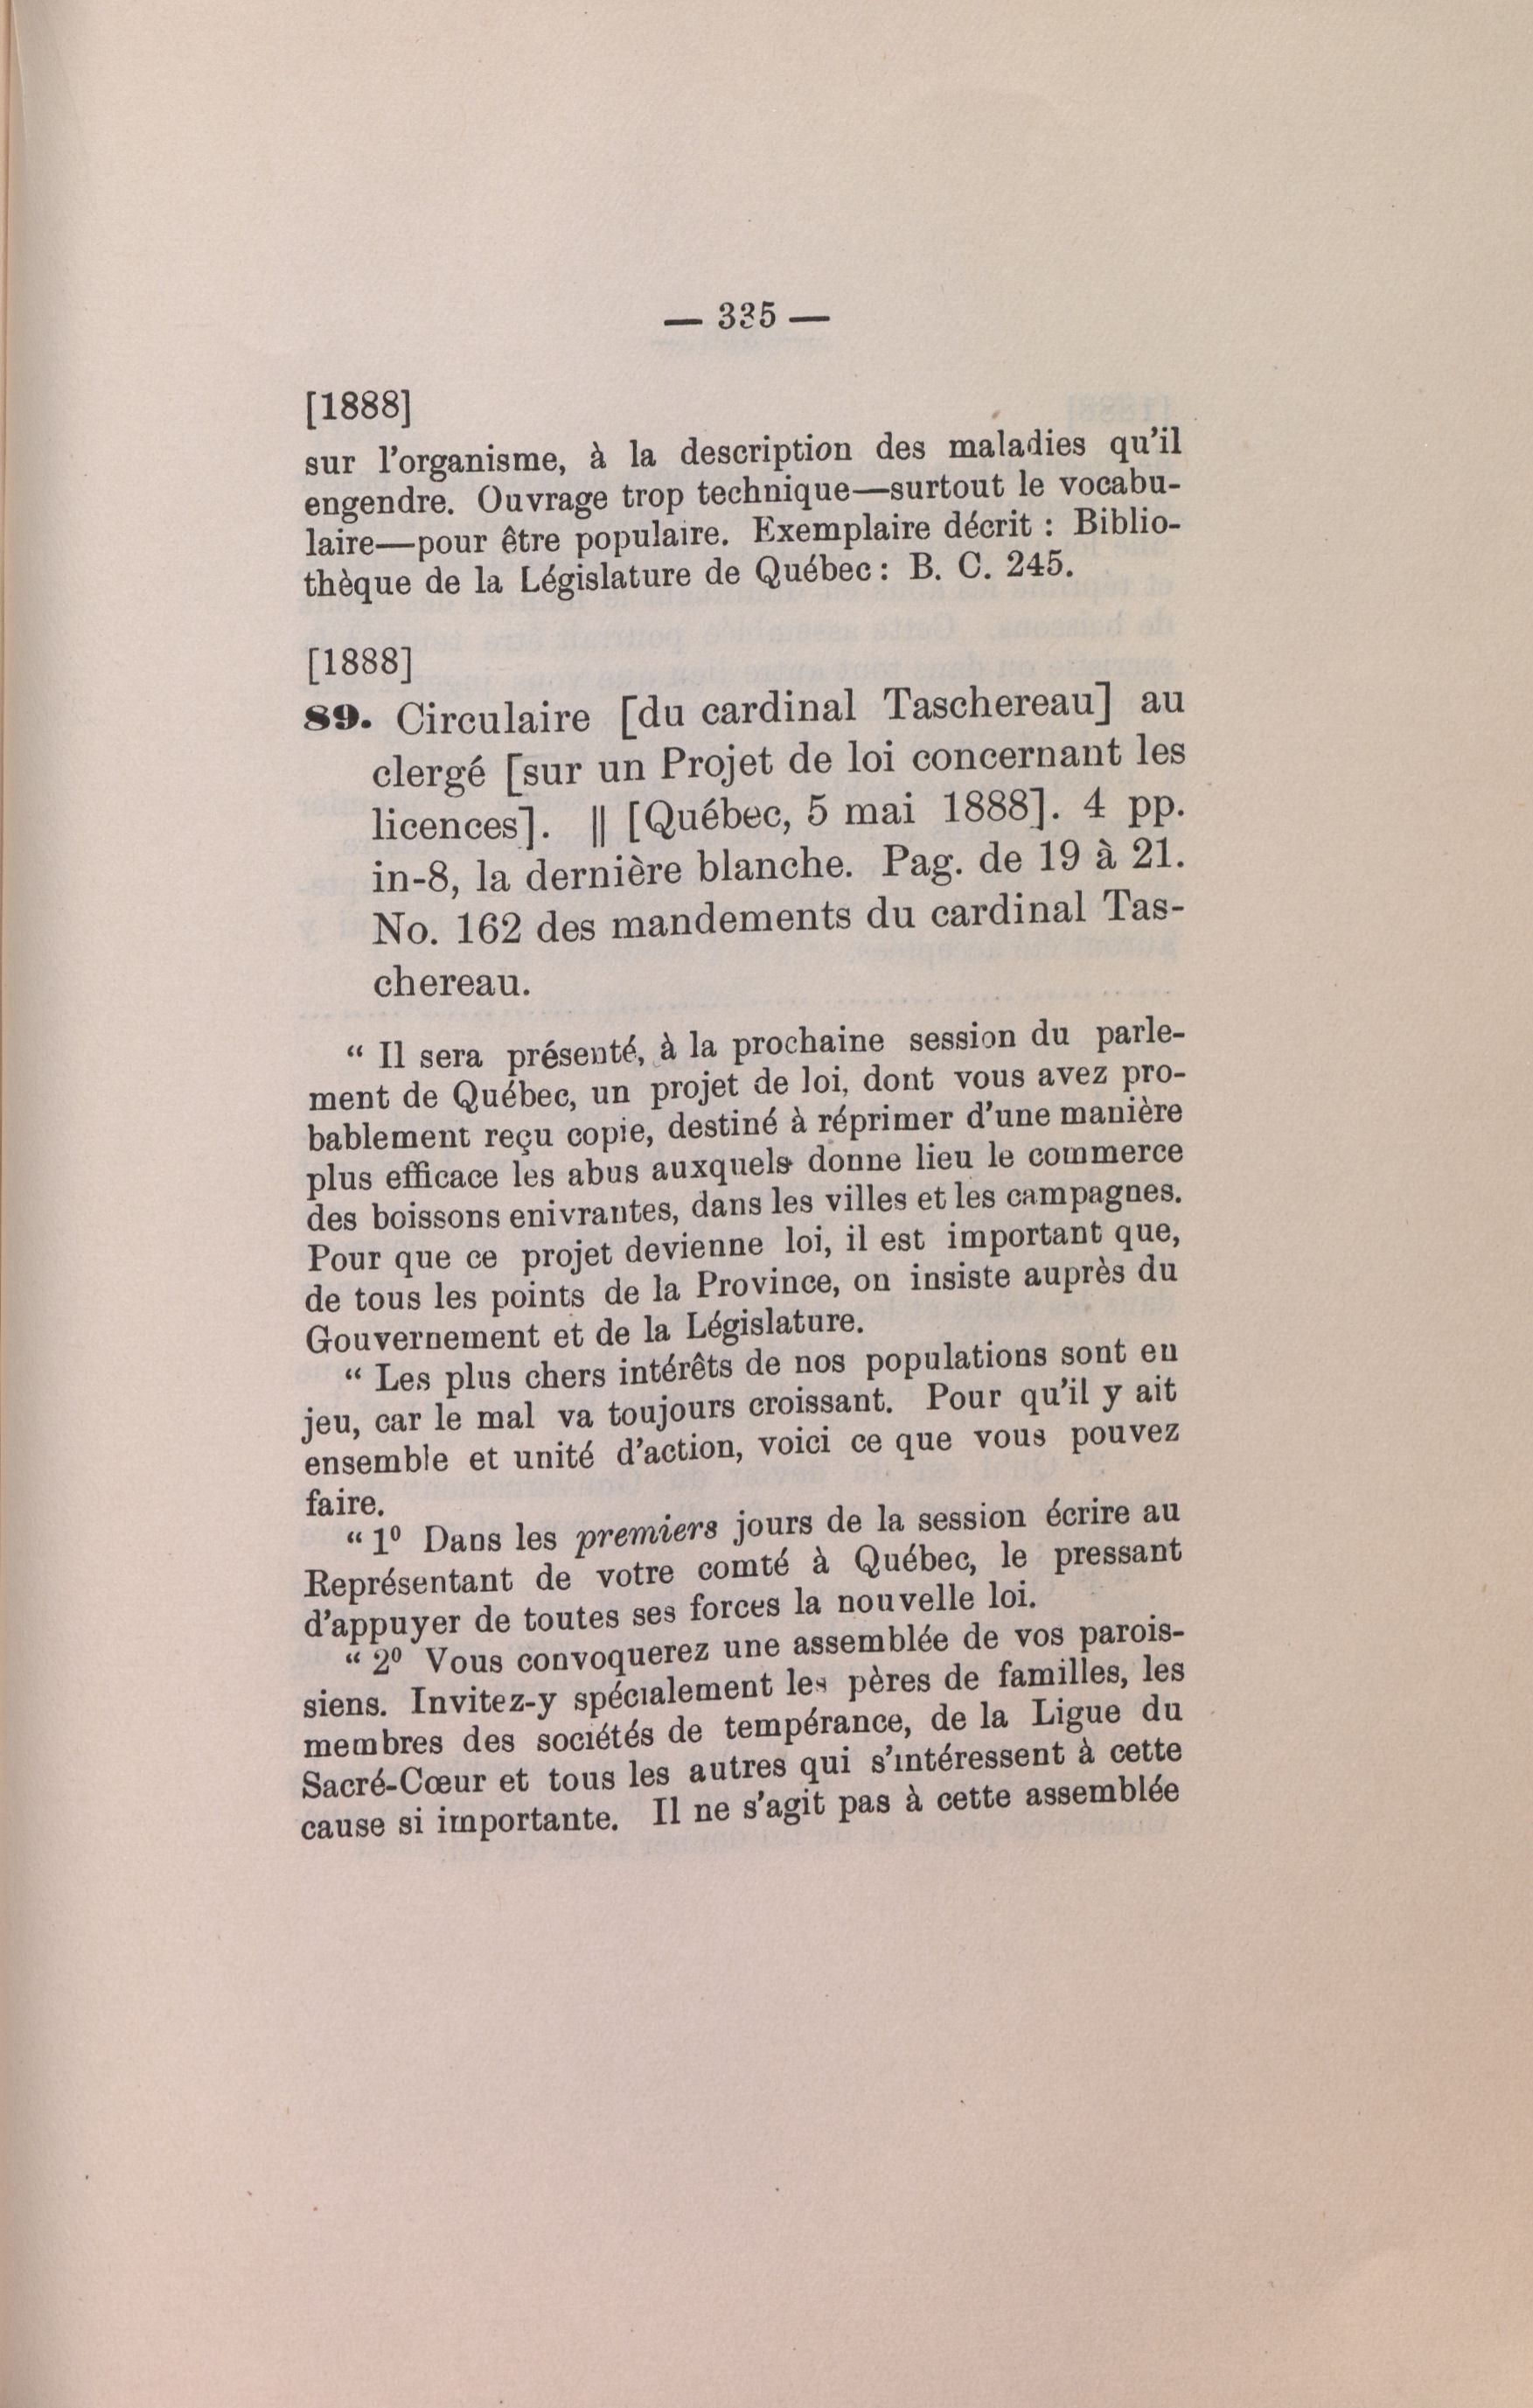 — 335 —
[1888]
sur l'organisme, à la description des maladies qu'il
engendre. Ouvrage trop technique—surtout le vocabu-
laire—pour être populaire. Exemplaire décrit : Biblio-
thèque de la Législature de Québec : B. C. 245.
[1888]
89. Circulaire [du cardinal Taschereau] au
clergé [sur un Projet de loi concernant les
licences]. || [Québec, 5 mai 1888]. 4 pp.
in-8, la dernière blanche. Pag. de 19 à 21.
No. 162 des mandements du cardinal Tas-
chereau.
“ Il sera présenté, à la prochaine session du parle-
ment de Québec, un projet de loi, dont vous avez pro-
bablement reçu copie, destiné à réprimer d'une manière
plus efficace les abus auxquels donne lieu le commerce
des boissons enivrantes, dans les villes et les campagnes.
Pour que ce projet devienne loi, il est important que,
de tous les points de la Province, on insiste auprès du
Gouvernement et de la Législature.
“ Les plus chers intérêts de nos populations sont en
jeu, car le mal va toujours croissant. Pour qu'il y ait
ensemble et unité d'action, voici ce que vous pouvez
faire.
“ 1⁰ Dans les premiers jours de la session écrire au
Représentant de votre comté à Québec, le pressant
d'appuyer de toutes ses forces la nouvelle loi.
“ 2⁰ Vous convoquerez une assemblée de vos parois-
siens. Invitez-y spécialement les pères de familles, les
membres des sociétés de tempérance, de la Ligue du
Sacré-Cœur et tous les autres qui s'intéressent à cette
cause si importante. Il ne s'agit pas à cette assemblée